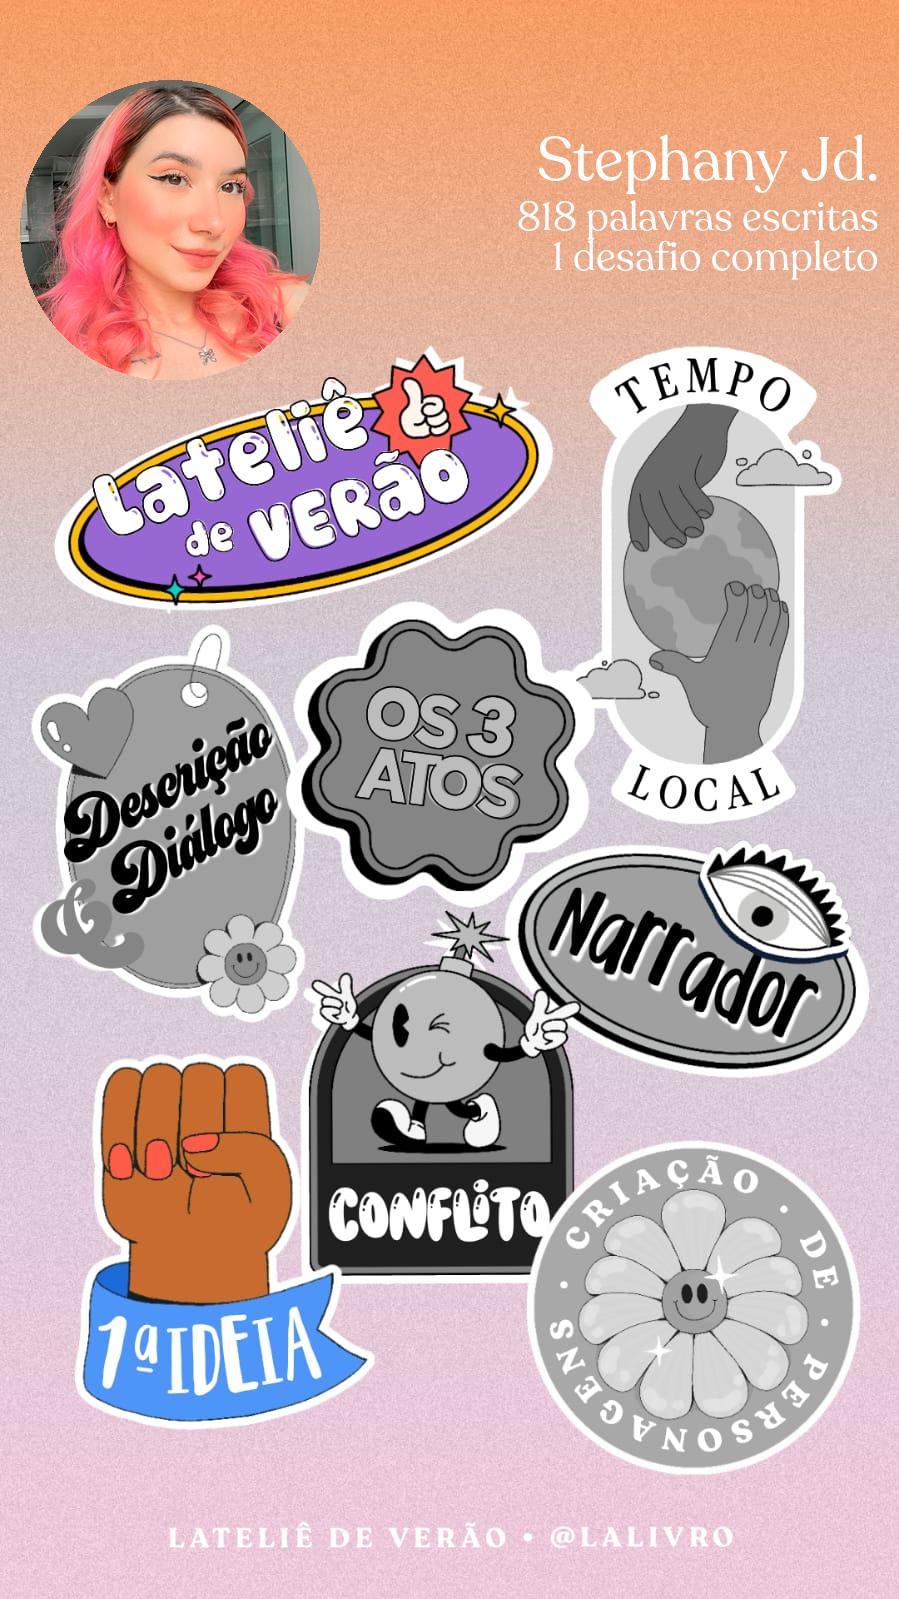 Stephany Jd.
818 palavras escritas
1 desafio completo
Lateliê
de VERÃO
TEMPO
LOCAL
Descrição
&
Diálogo
OS 3
ATOS
Narrador
CONFLITO
1ª IDEIA
CRIAÇÃO · DE · PERSONAGENS ·
LATELIÊ DE VERÃO • @LALIVRO